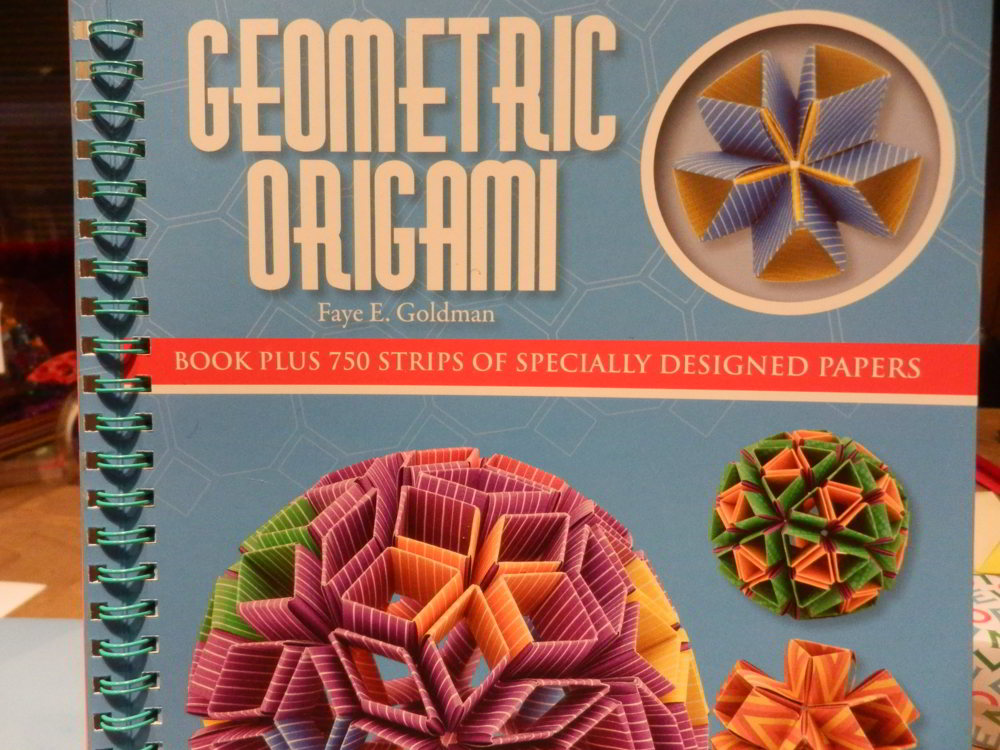 GEOMETRIC
ORIGAMI
Faye E. Goldman
BOOK PLUS 750 STRIPS OF SPECIALLY DESIGNED PAPERS